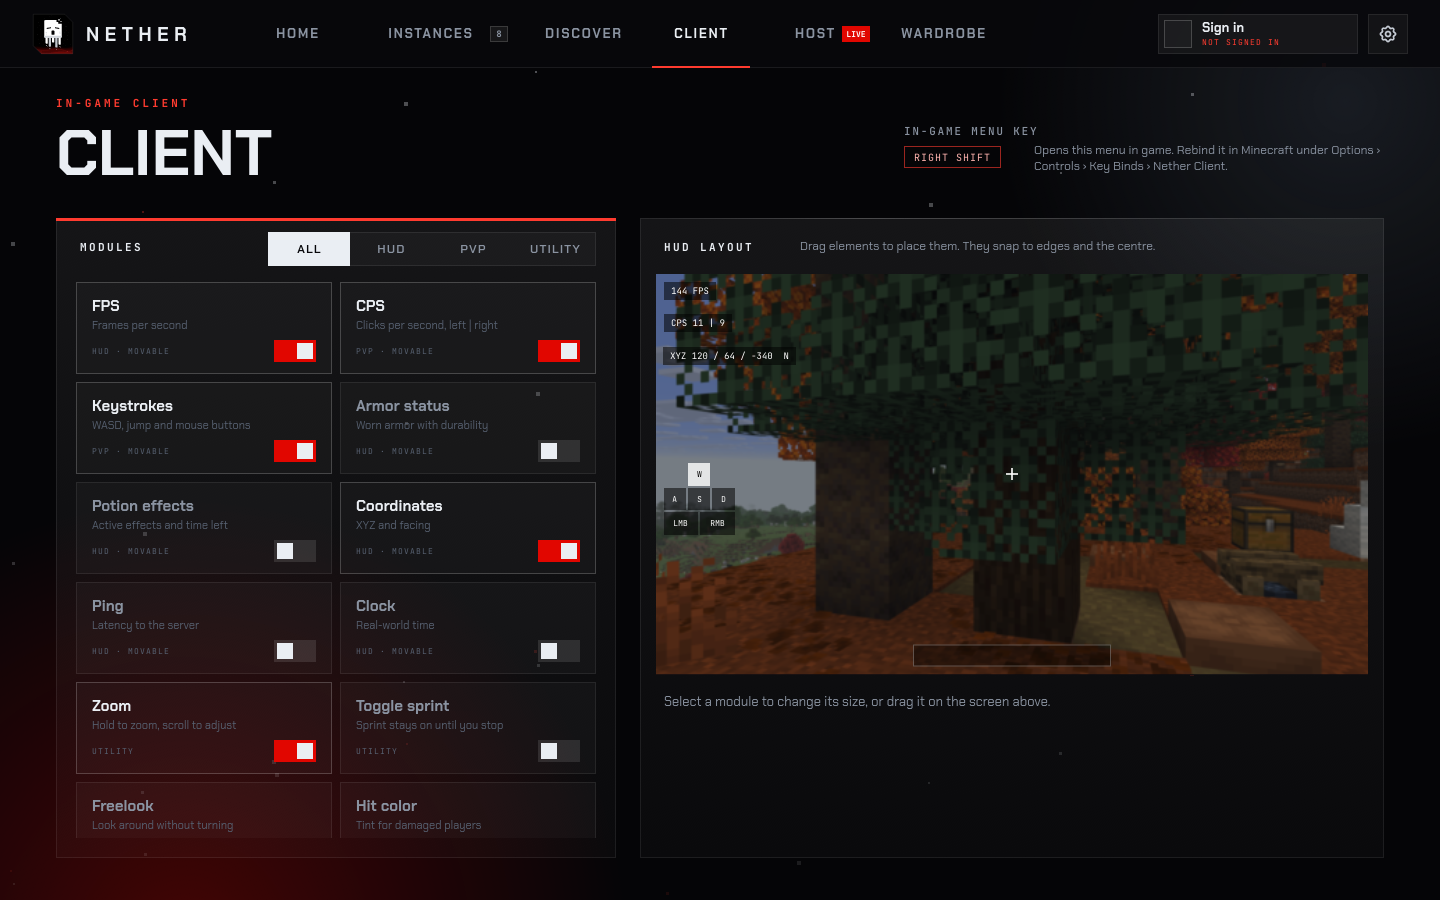 NETHER
HOME
INSTANCES 8
DISCOVER
CLIENT
HOST LIVE
WARDROBE
Sign in
NOT SIGNED IN
IN-GAME CLIENT
CLIENT
IN-GAME MENU KEY
RIGHT SHIFT
Opens this menu in game. Rebind it in Minecraft under Options ›
Controls › Key Binds › Nether Client.
MODULES
ALL
HUD
PVP
UTILITY
FPS
Frames per second
HUD · MOVABLE
CPS
Clicks per second, left | right
PVP · MOVABLE
Keystrokes
WASD, jump and mouse buttons
PVP · MOVABLE
Armor status
Worn armor with durability
HUD · MOVABLE
Potion effects
Active effects and time left
HUD · MOVABLE
Coordinates
XYZ and facing
HUD · MOVABLE
Ping
Latency to the server
HUD · MOVABLE
Clock
Real-world time
HUD · MOVABLE
Zoom
Hold to zoom, scroll to adjust
UTILITY
Toggle sprint
Sprint stays on until you stop
UTILITY
Freelook
Look around without turning
Hit color
Tint for damaged players
HUD LAYOUT
Drag elements to place them. They snap to edges and the centre.
144 FPS
CPS 11 | 9
XYZ 120 / 64 / -340 N
W
A S D
LMB RMB
Select a module to change its size, or drag it on the screen above.